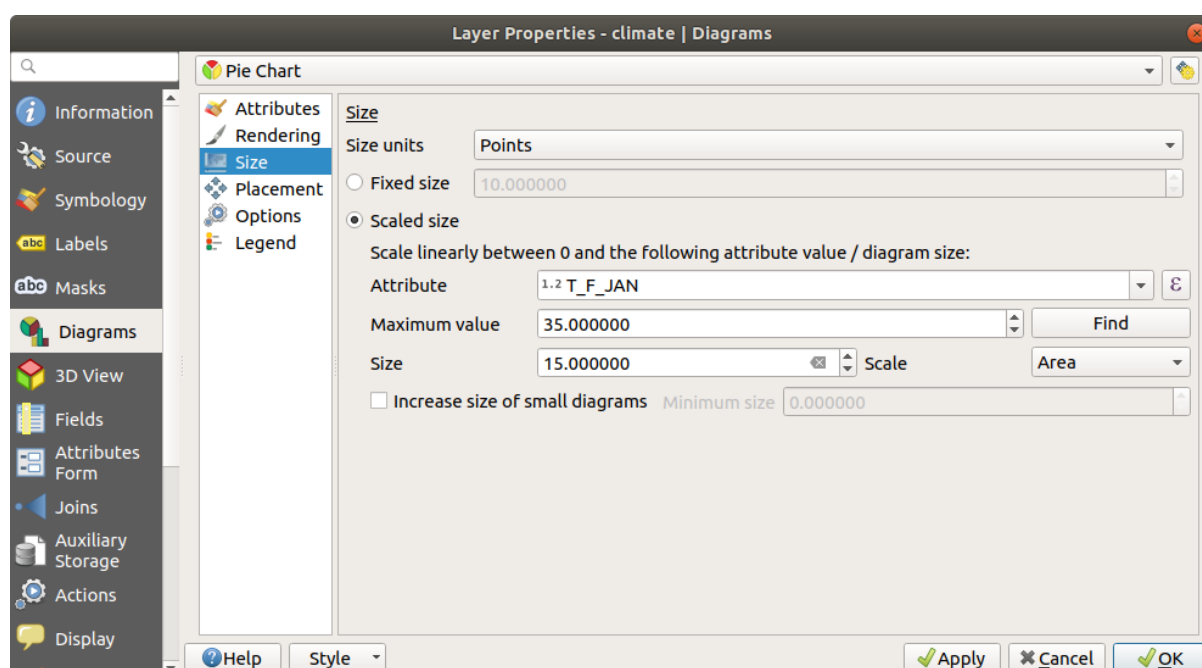 Layer Properties - climate | Diagrams
Pie Chart
Information
Source
Symbology
abc Labels
abc Masks
Diagrams
3D View
Fields
Attributes
Form
Joins
Auxiliary
Storage
Actions
Display
Attributes
Rendering
Size
Placement
Options
Legend
Size
Size units Points
Fixed size 10.000000
Scaled size
Scale linearly between 0 and the following attribute value / diagram size:
Attribute 1.2 T_F_JAN ε
Maximum value 35.000000 Find
Size 15.000000 Scale Area
Increase size of small diagrams Minimum size 0.000000
Help Style Apply Cancel OK